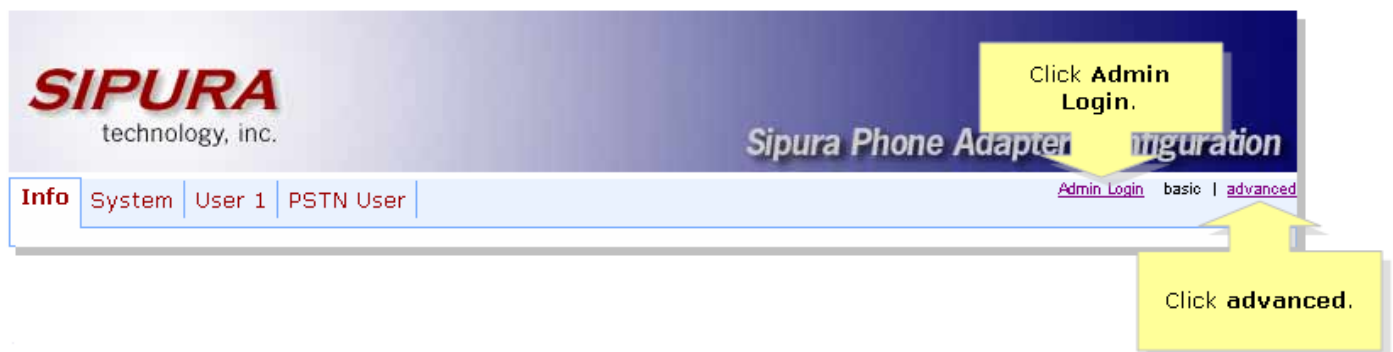 SIPURA
technology, inc.
Click Admin
Login.
Sipura Phone Adapter
Info System User 1 PSTN User
Admin Login basic | advanced
Click advanced.